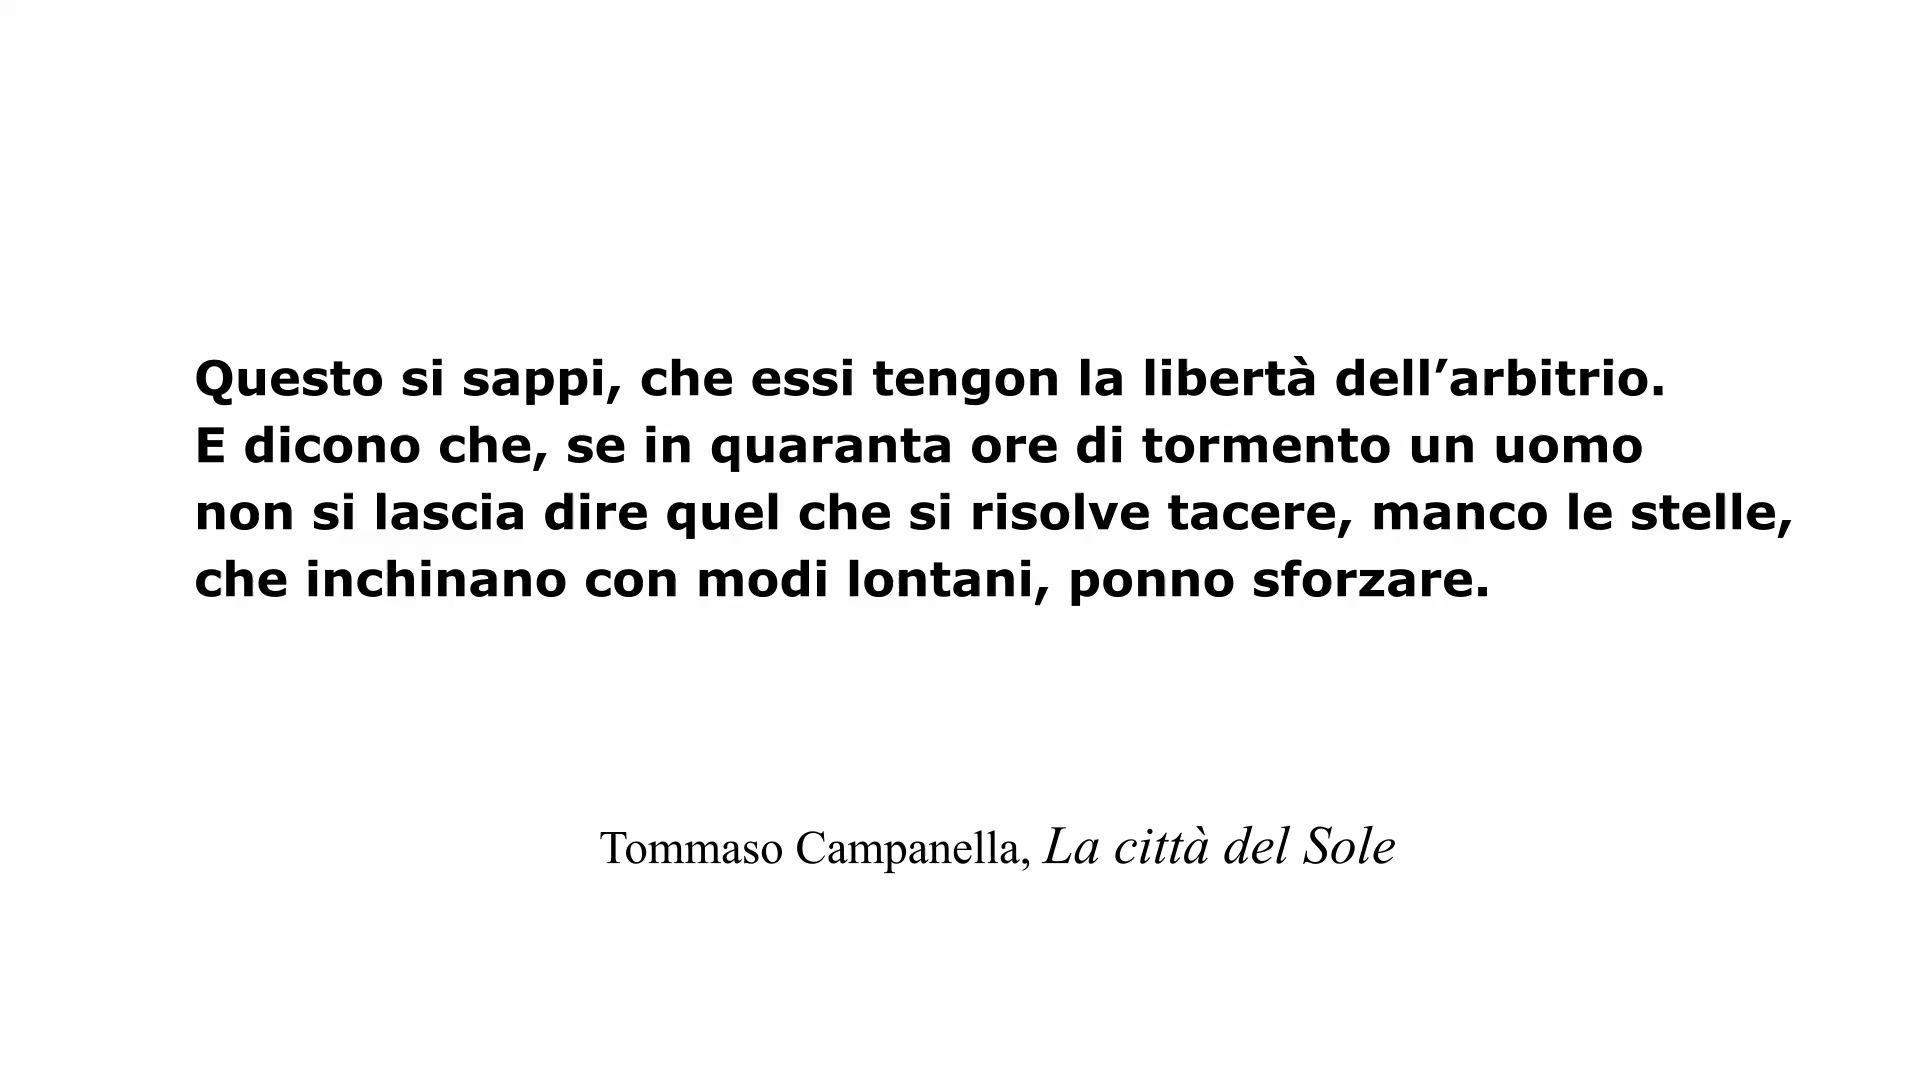 Questo si sappi, che essi tengon la libertà dell’arbitrio.
E dicono che, se in quaranta ore di tormento un uomo
non si lascia dire quel che si risolve tacere, manco le stelle,
che inchinano con modi lontani, ponno sforzare.
Tommaso Campanella, La città del Sole